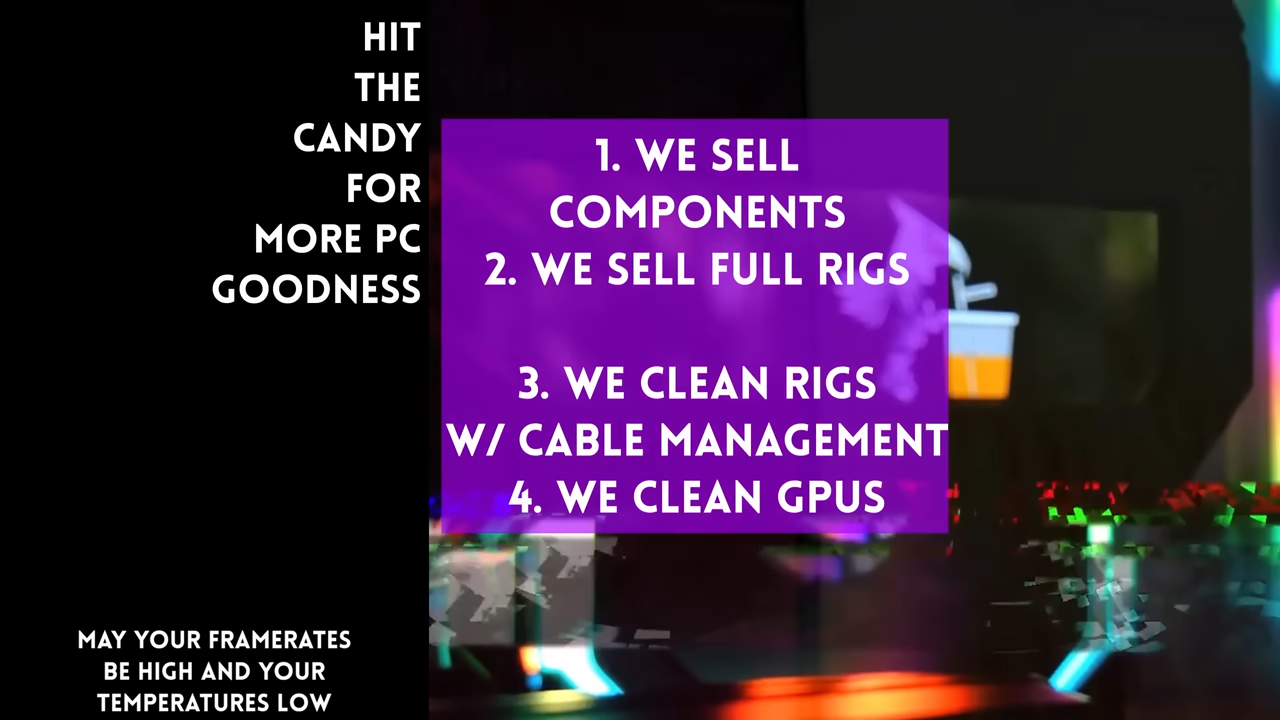 HIT
THE
CANDY
FOR
MORE PC
GOODNESS
1. WE SELL
COMPONENTS
2. WE SELL FULL RIGS
3. WE CLEAN RIGS
W/ CABLE MANAGEMENT
4. WE CLEAN GPUS
MAY YOUR FRAMERATES
BE HIGH AND YOUR
TEMPERATURES LOW